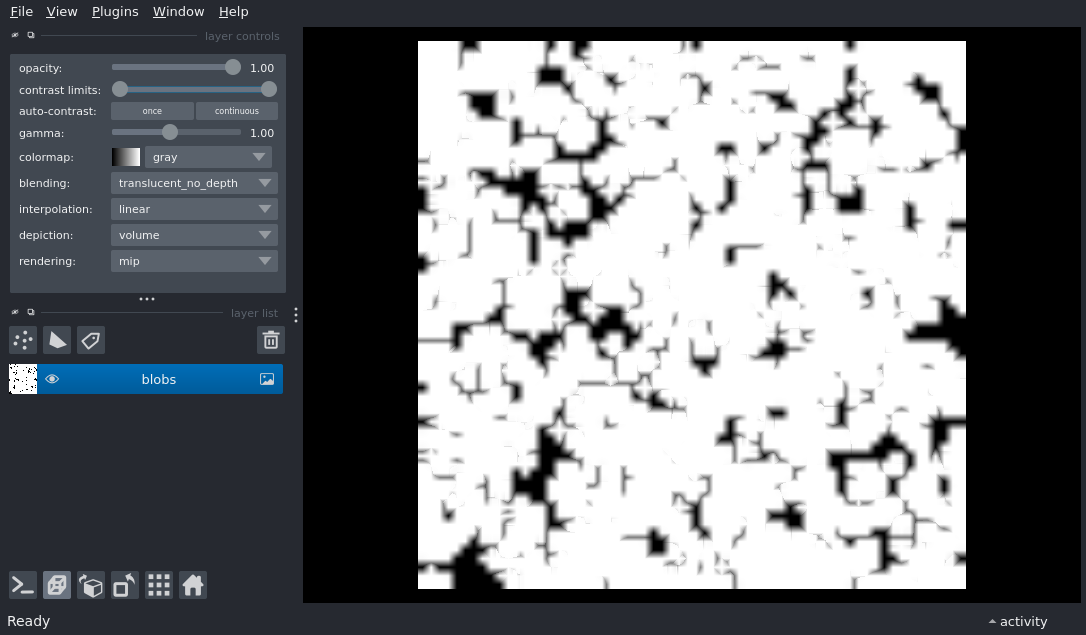 File View Plugins Window Help
layer controls
opacity: 1.00
contrast limits:
auto-contrast: once continuous
gamma: 1.00
colormap: gray
blending: translucent_no_depth
interpolation: linear
depiction: volume
rendering: mip
layer list
blobs
Ready
activity